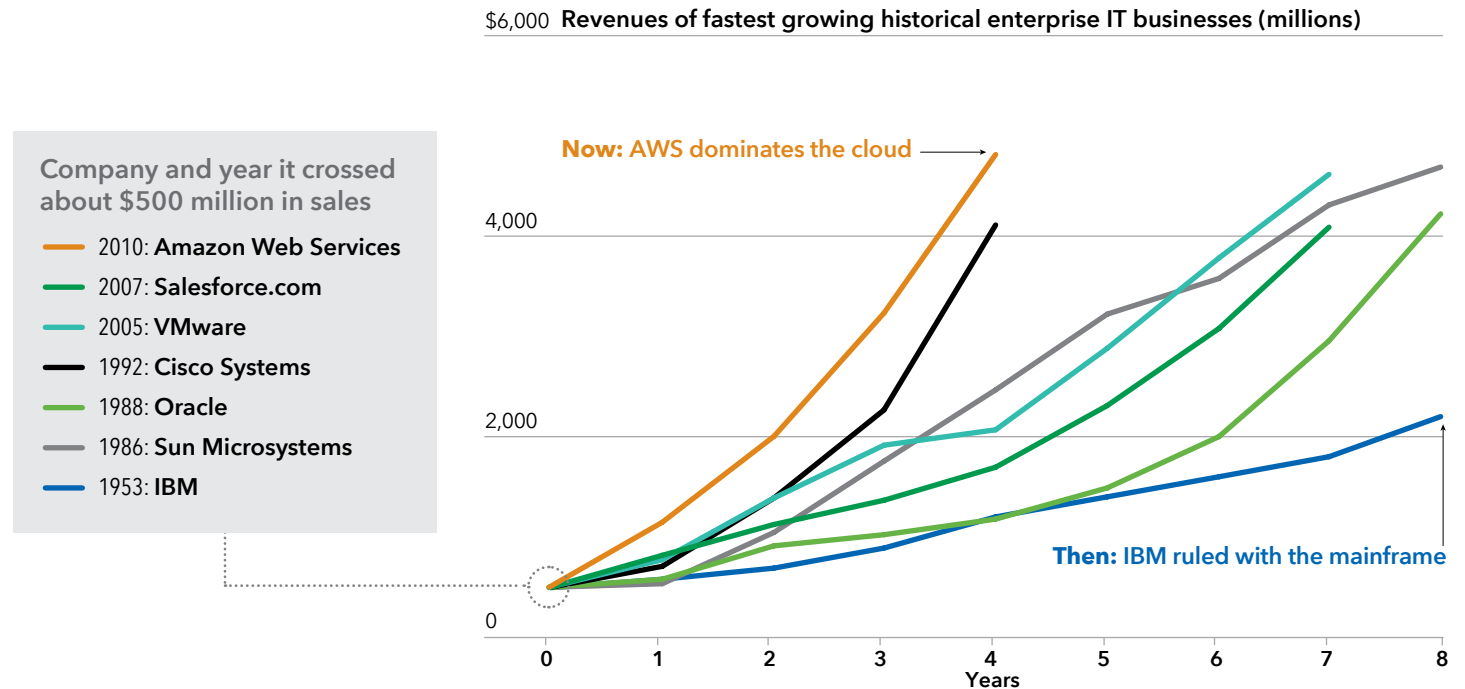 $6,000 Revenues of fastest growing historical enterprise IT businesses (millions)
Company and year it crossed
about $500 million in sales
2010: Amazon Web Services
2007: Salesforce.com
2005: VMware
1992: Cisco Systems
1988: Oracle
1986: Sun Microsystems
1953: IBM
Now: AWS dominates the cloud
4,000
2,000
Then: IBM ruled with the mainframe
0
0 1 2 3 4 5 6 7 8
Years